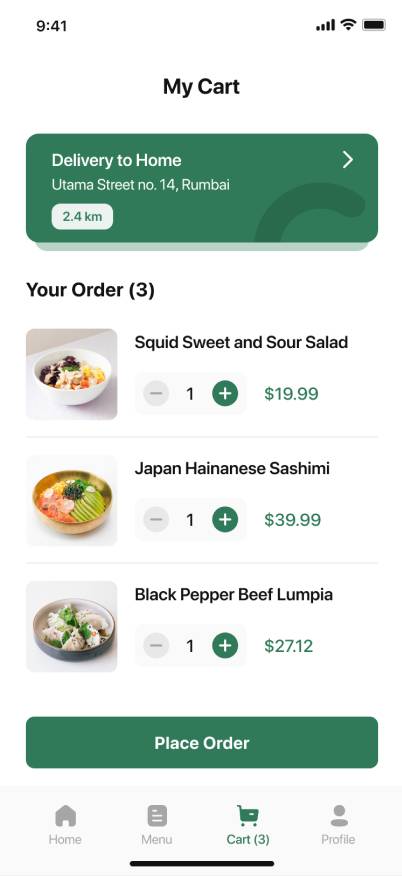 9:41
My Cart
Delivery to Home
Utama Street no. 14, Rumbai
2.4 km
Your Order (3)
Squid Sweet and Sour Salad
1
$19.99
Japan Hainanese Sashimi
1
$39.99
Black Pepper Beef Lumpia
1
$27.12
Place Order
Home
Menu
Cart (3)
Profile